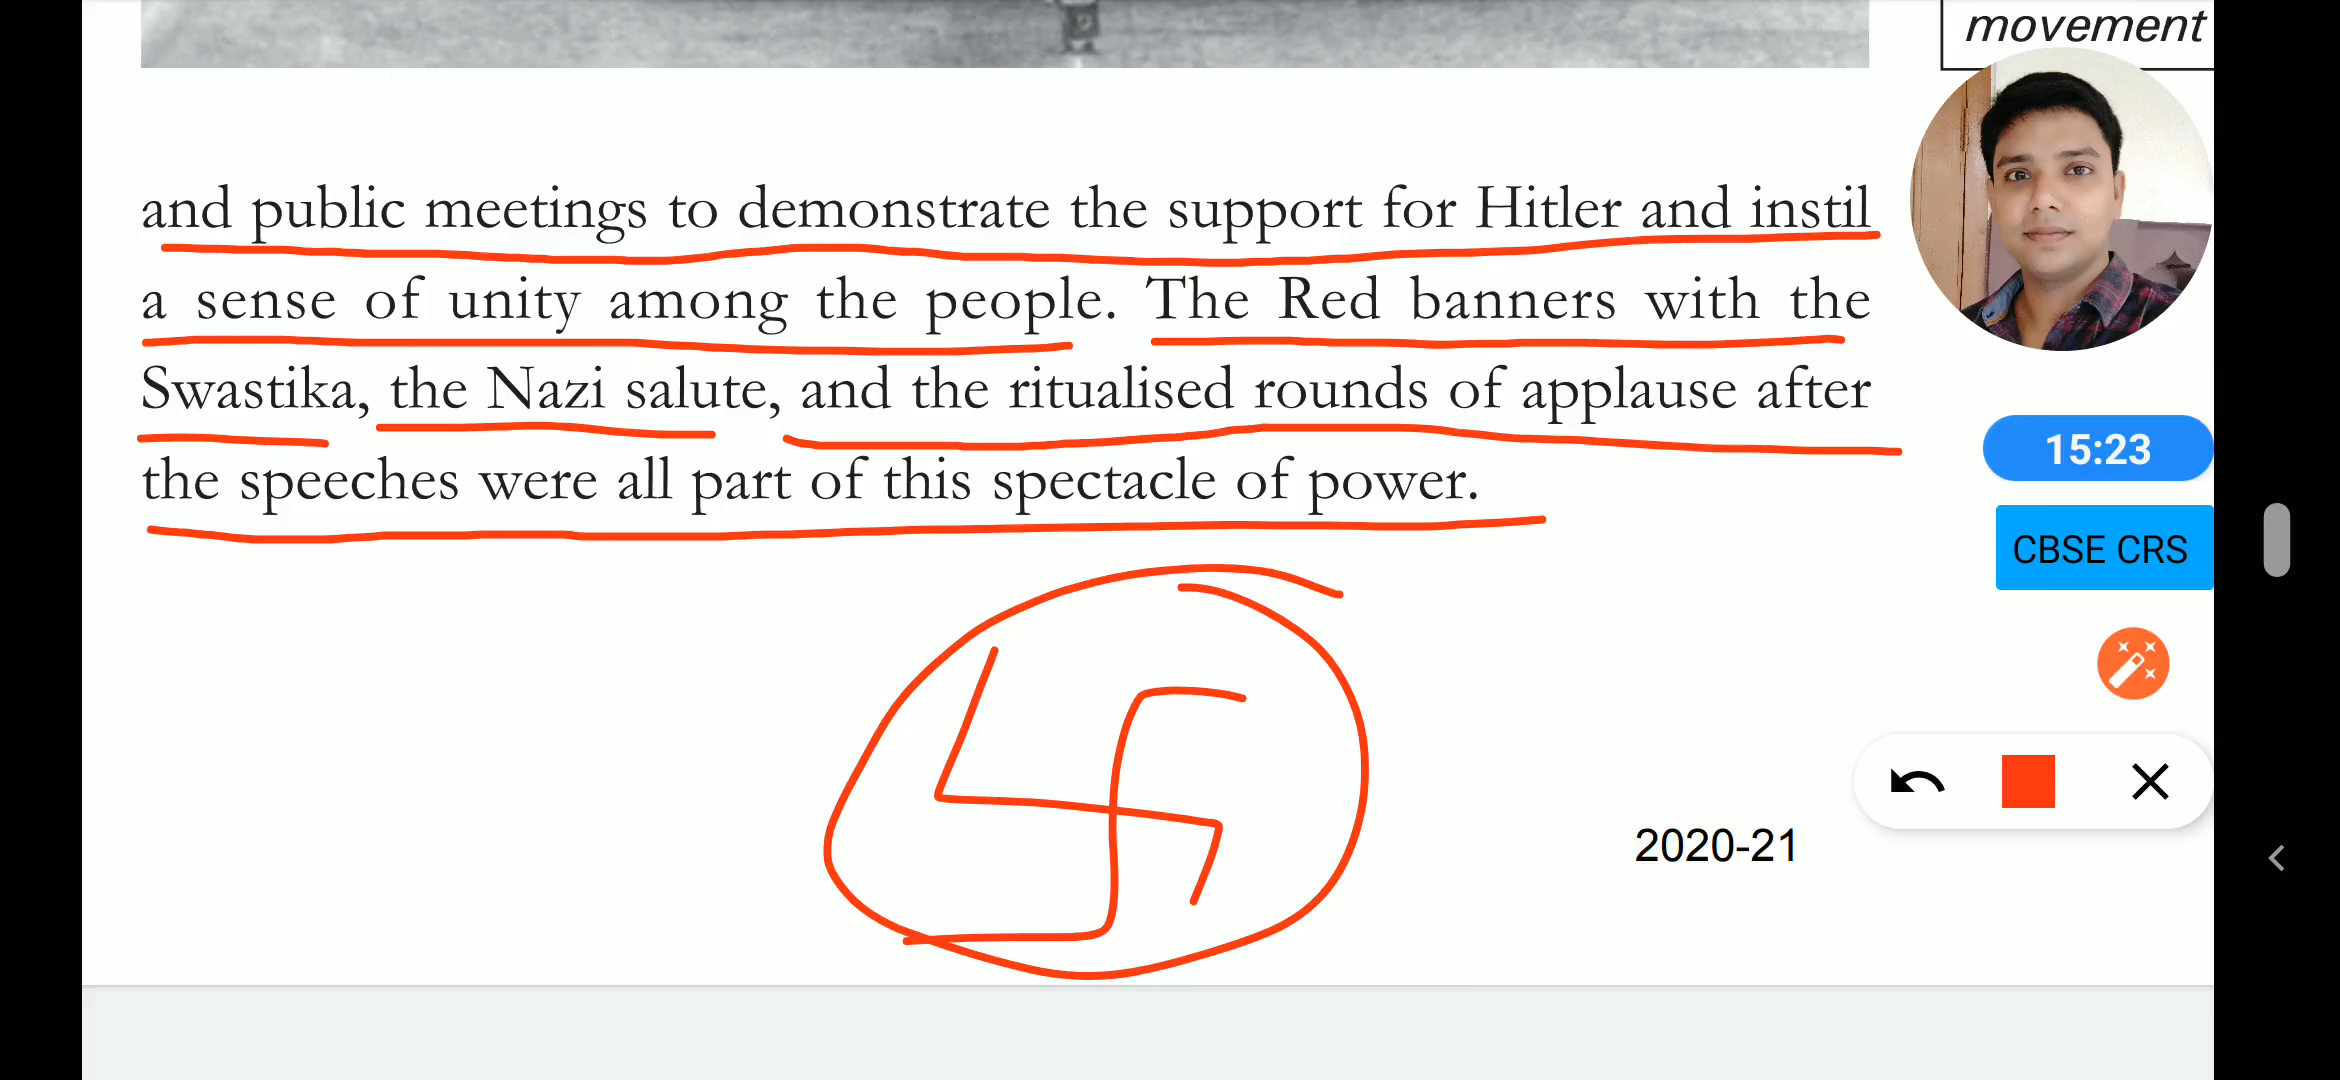 movement
and public meetings to demonstrate the support for Hitler and instil
a sense of unity among the people. The Red banners with the
Swastika, the Nazi salute, and the ritualised rounds of applause after
the speeches were all part of this spectacle of power.
15:23
CBSE CRS
2020-21